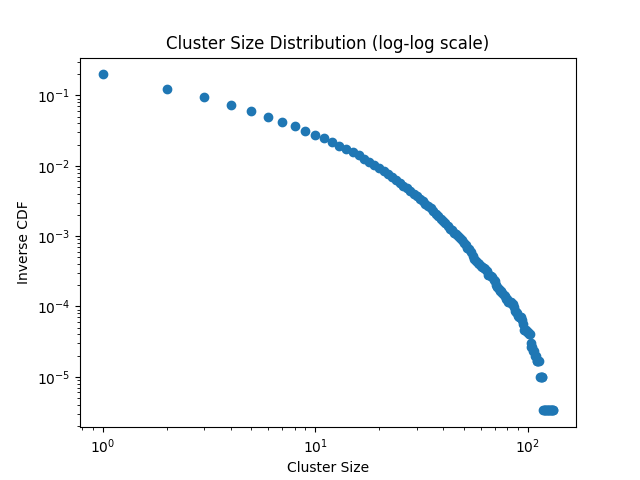 Cluster Size Distribution (log-log scale)
Inverse CDF
10⁻¹
10⁻²
10⁻³
10⁻⁴
10⁻⁵
10⁰ 10¹ 10²
Cluster Size